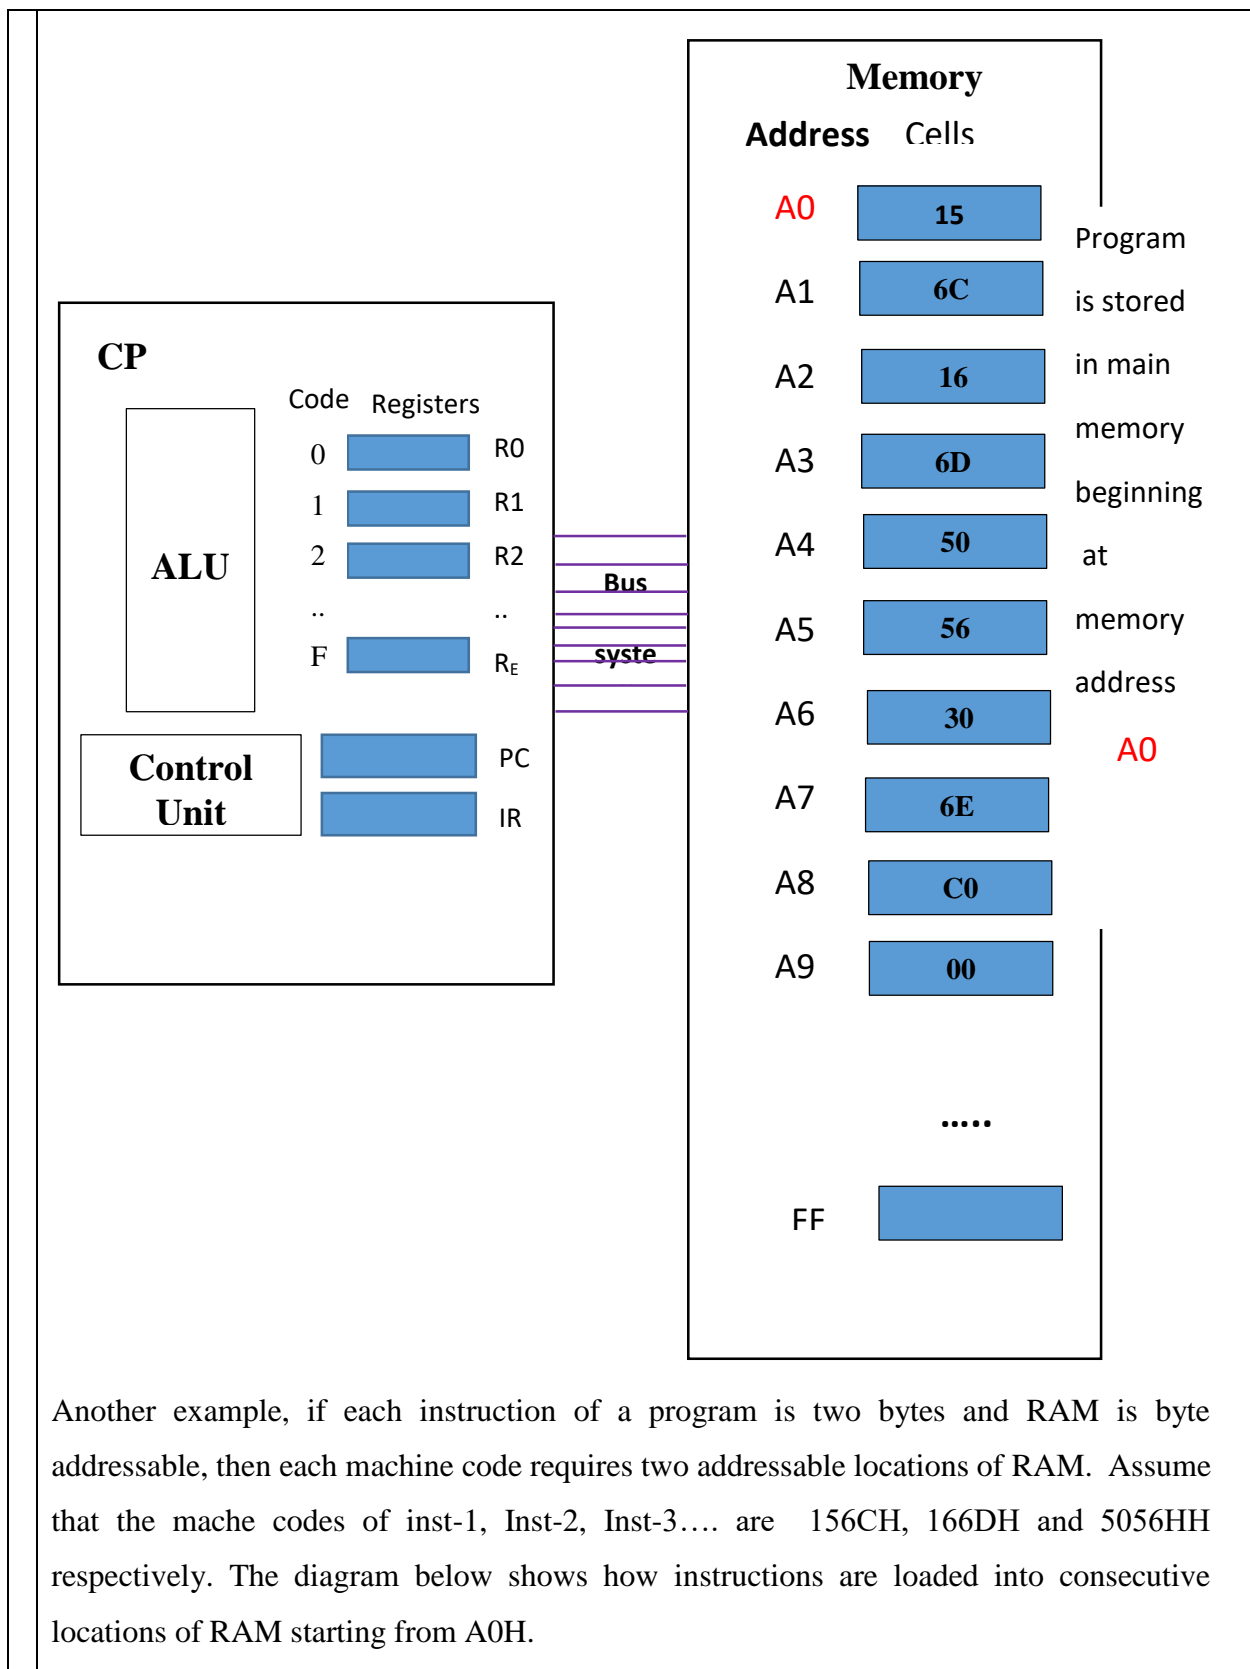 Memory
Address Cells
A0 15
Program
A1 6C
is stored
in main
A2 16
memory
A3 6D
beginning
A4 50
at
A5 56
memory
address
A6 30
A0
A7 6E
A8 C0
A9 00
.....
FF
CP
Code Registers
0 R0
1 R1
2 R2
.. ..
F RE
ALU
Control
Unit
PC
IR
Bus
syste
Another example, if each instruction of a program is two bytes and RAM is byte
addressable, then each machine code requires two addressable locations of RAM. Assume
that the mache codes of inst-1, Inst-2, Inst-3.... are 156CH, 166DH and 5056HH
respectively. The diagram below shows how instructions are loaded into consecutive
locations of RAM starting from A0H.